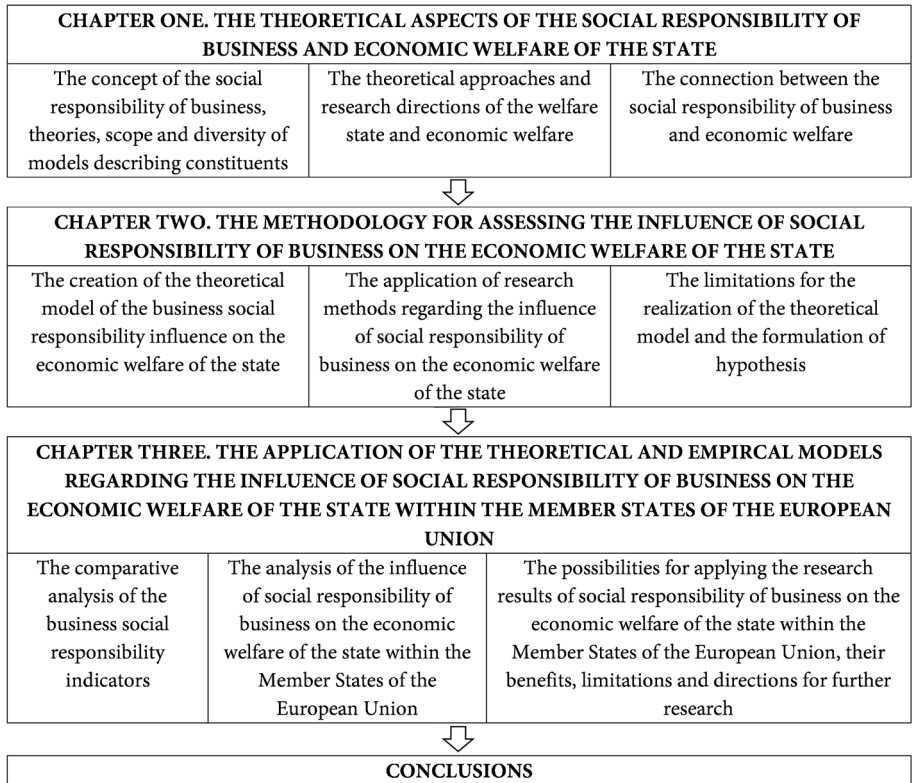 CHAPTER ONE. THE THEORETICAL ASPECTS OF THE SOCIAL RESPONSIBILITY OF
BUSINESS AND ECONOMIC WELFARE OF THE STATE
The concept of the social
responsibility of business,
theories, scope and diversity of
models describing constituents
The theoretical approaches and
research directions of the welfare
state and economic welfare
The connection between the
social responsibility of business
and economic welfare
CHAPTER TWO. THE METHODOLOGY FOR ASSESSING THE INFLUENCE OF SOCIAL
RESPONSIBILITY OF BUSINESS ON THE ECONOMIC WELFARE OF THE STATE
The creation of the theoretical
model of the business social
responsibility influence on the
economic welfare of the state
The application of research
methods regarding the influence
of social responsibility of
business on the economic welfare
of the state
The limitations for the
realization of the theoretical
model and the formulation of
hypothesis
CHAPTER THREE. THE APPLICATION OF THE THEORETICAL AND EMPIRCAL MODELS
REGARDING THE INFLUENCE OF SOCIAL RESPONSIBILITY OF BUSINESS ON THE
ECONOMIC WELFARE OF THE STATE WITHIN THE MEMBER STATES OF THE EUROPEAN
UNION
The comparative
analysis of the
business social
responsibility
indicators
The analysis of the influence
of social responsibility of
business on the economic
welfare of the state within the
Member States of the
European Union
The possibilities for applying the research
results of social responsibility of business on the
economic welfare of the state within the
Member States of the European Union, their
benefits, limitations and directions for further
research
CONCLUSIONS